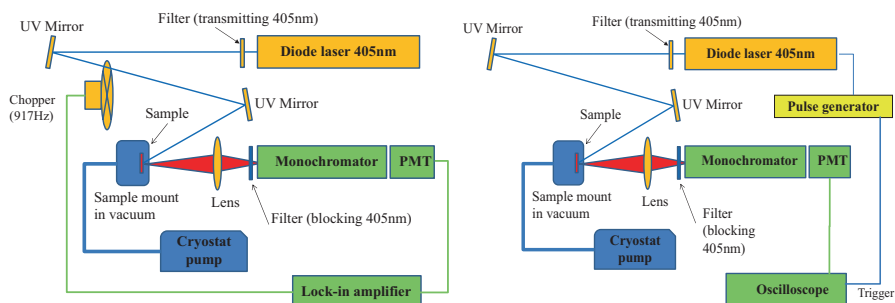 Filter (transmitting 405nm)
UV Mirror
Diode laser 405nm
Chopper
(917Hz)
UV Mirror
Sample
Monochromator
PMT
Sample mount
in vacuum
Lens
Filter (blocking 405nm)
Cryostat
pump
Lock-in amplifier
Filter (transmitting 405nm)
UV Mirror
Diode laser 405nm
Pulse generator
UV Mirror
Sample
Monochromator
PMT
Sample mount
in vacuum
Lens
Filter
(blocking
405nm)
Cryostat
pump
Oscilloscope
Trigger